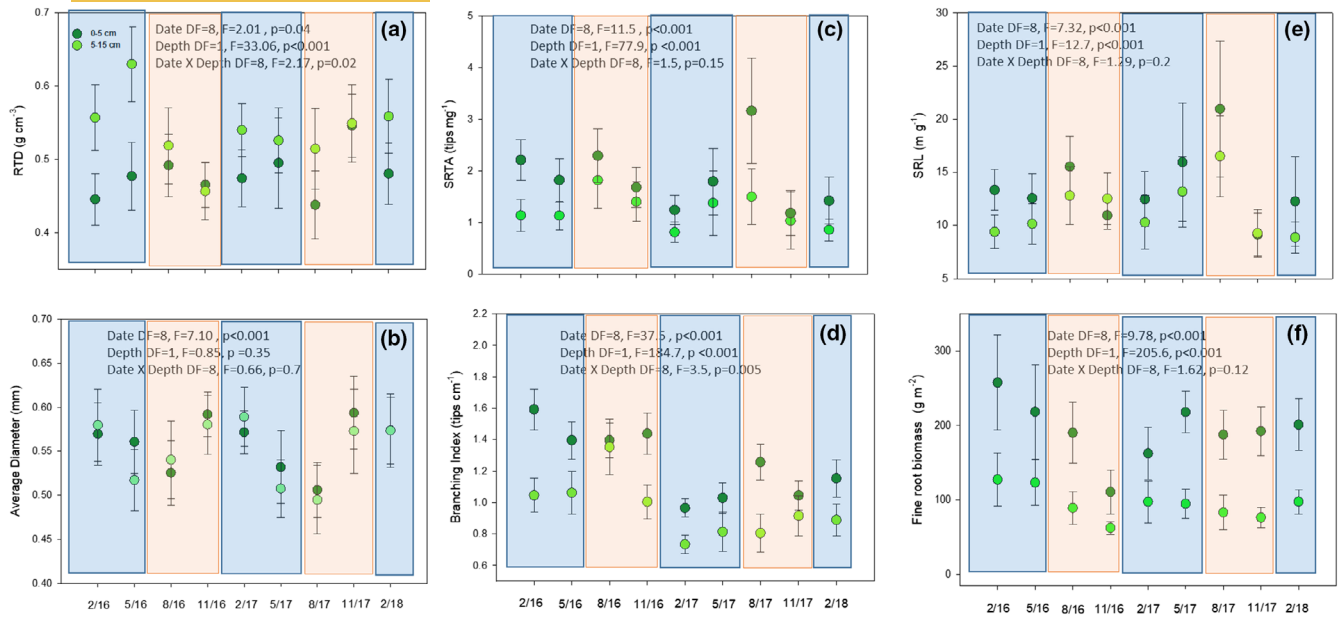 (a)
0-5 cm
5-15 cm
Date DF=8, F=2.01 , p=0.04
Depth DF=1, F=33.06, p<0.001
Date X Depth DF=8, F=2.17, p=0.02
RTD (g cm-3)
0.7
0.6
0.5
0.4
(c)
Date DF=8, F=11.5 , p<0.001
Depth DF=1, F=77.9, p <0.001
Date X Depth DF=8, F=1.5, p=0.15
SRTA (tips mg-1)
5
4
3
2
1
0
(e)
Date DF=8, F=7.32, p<0.001
Depth DF=1, F=12.7, p<0.001
Date X Depth DF=8, F=1.29, p=0.2
SRL (m g-1)
30
25
20
15
10
5
(b)
Date DF=8, F=7.10 , p<0.001
Depth DF=1, F=0.85, p =0.35
Date X Depth DF=8, F=0.66, p=0.7
Average Diameter (mm)
0.70
0.60
0.50
0.40
2/16 5/16 8/16 11/16 2/17 5/17 8/17 11/17 2/18
(d)
Date DF=8, F=37.5 , p<0.001
Depth DF=1, F=184.7, p <0.001
Date X Depth DF=8, F=3.5, p=0.005
Branching Index (tips cm-1)
2.2
2.0
1.8
1.6
1.4
1.2
1.0
0.8
0.6
2/16 5/16 8/16 11/16 2/17 5/17 8/17 11/17 2/18
(f)
Date DF=8, F=9.78, p<0.001
Depth DF=1, F=205.6, p<0.001
Date X Depth DF=8, F=1.62, p=0.12
Fine root biomass (g m-2)
300
200
100
0
2/16 5/16 8/16 11/16 2/17 5/17 8/17 11/17 2/18